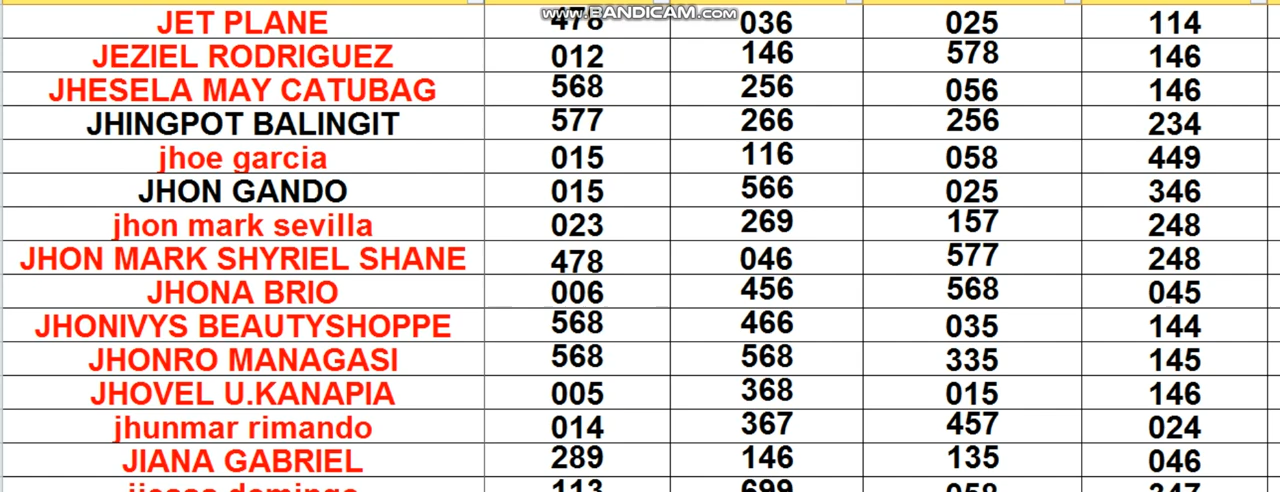 www.BANDICAM.com
JET PLANE 478 036 025 114
JEZIEL RODRIGUEZ 012 146 578 146
JHESELA MAY CATUBAG 568 256 056 146
JHINGPOT BALINGIT 577 266 256 234
jhoe garcia 015 116 058 449
JHON GANDO 015 566 025 346
jhon mark sevilla 023 269 157 248
JHON MARK SHYRIEL SHANE 478 046 577 248
JHONA BRIO 006 456 568 045
JHONIVYS BEAUTYSHOPPE 568 466 035 144
JHONRO MANAGASI 568 568 335 145
JHOVEL U.KANAPIA 005 368 015 146
jhunmar rimando 014 367 457 024
JIANA GABRIEL 289 146 135 046
113 699 058 347